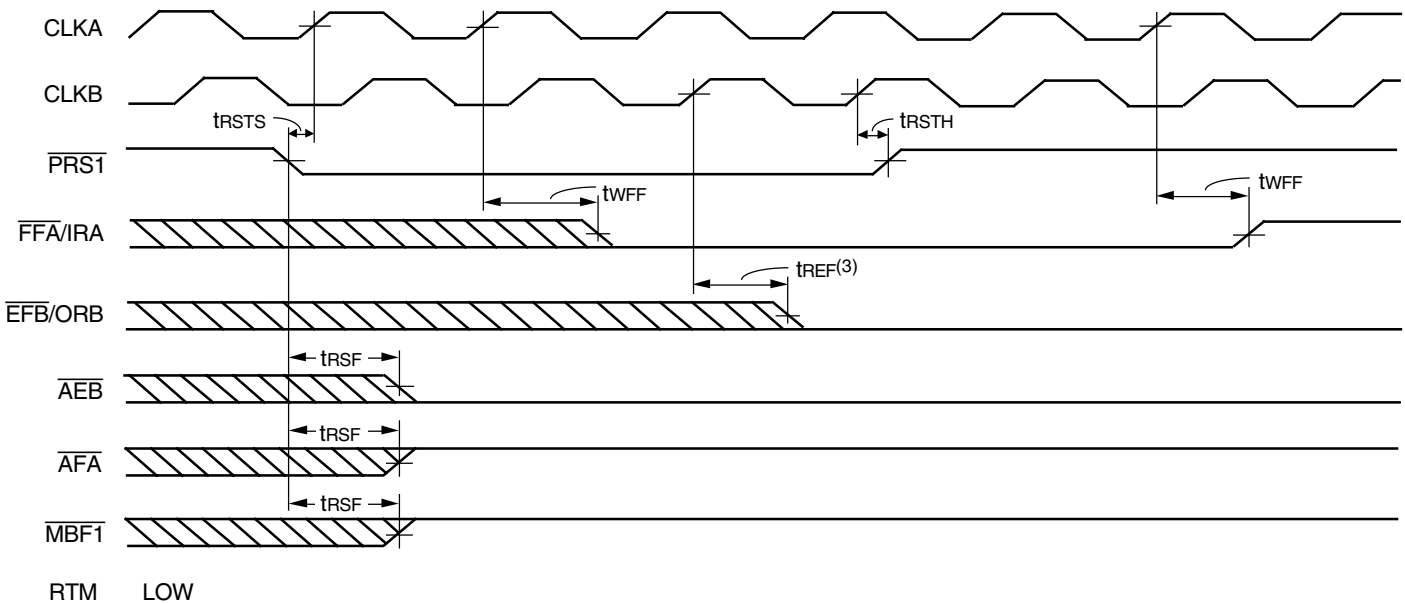 CLKA
CLKB
tRSTS
tRSTH
PRS1
tWFF
tWFF
FFA/IRA
tREF(3)
EFB/ORB
tRSF
AEB
tRSF
AFA
tRSF
MBF1
RTM LOW